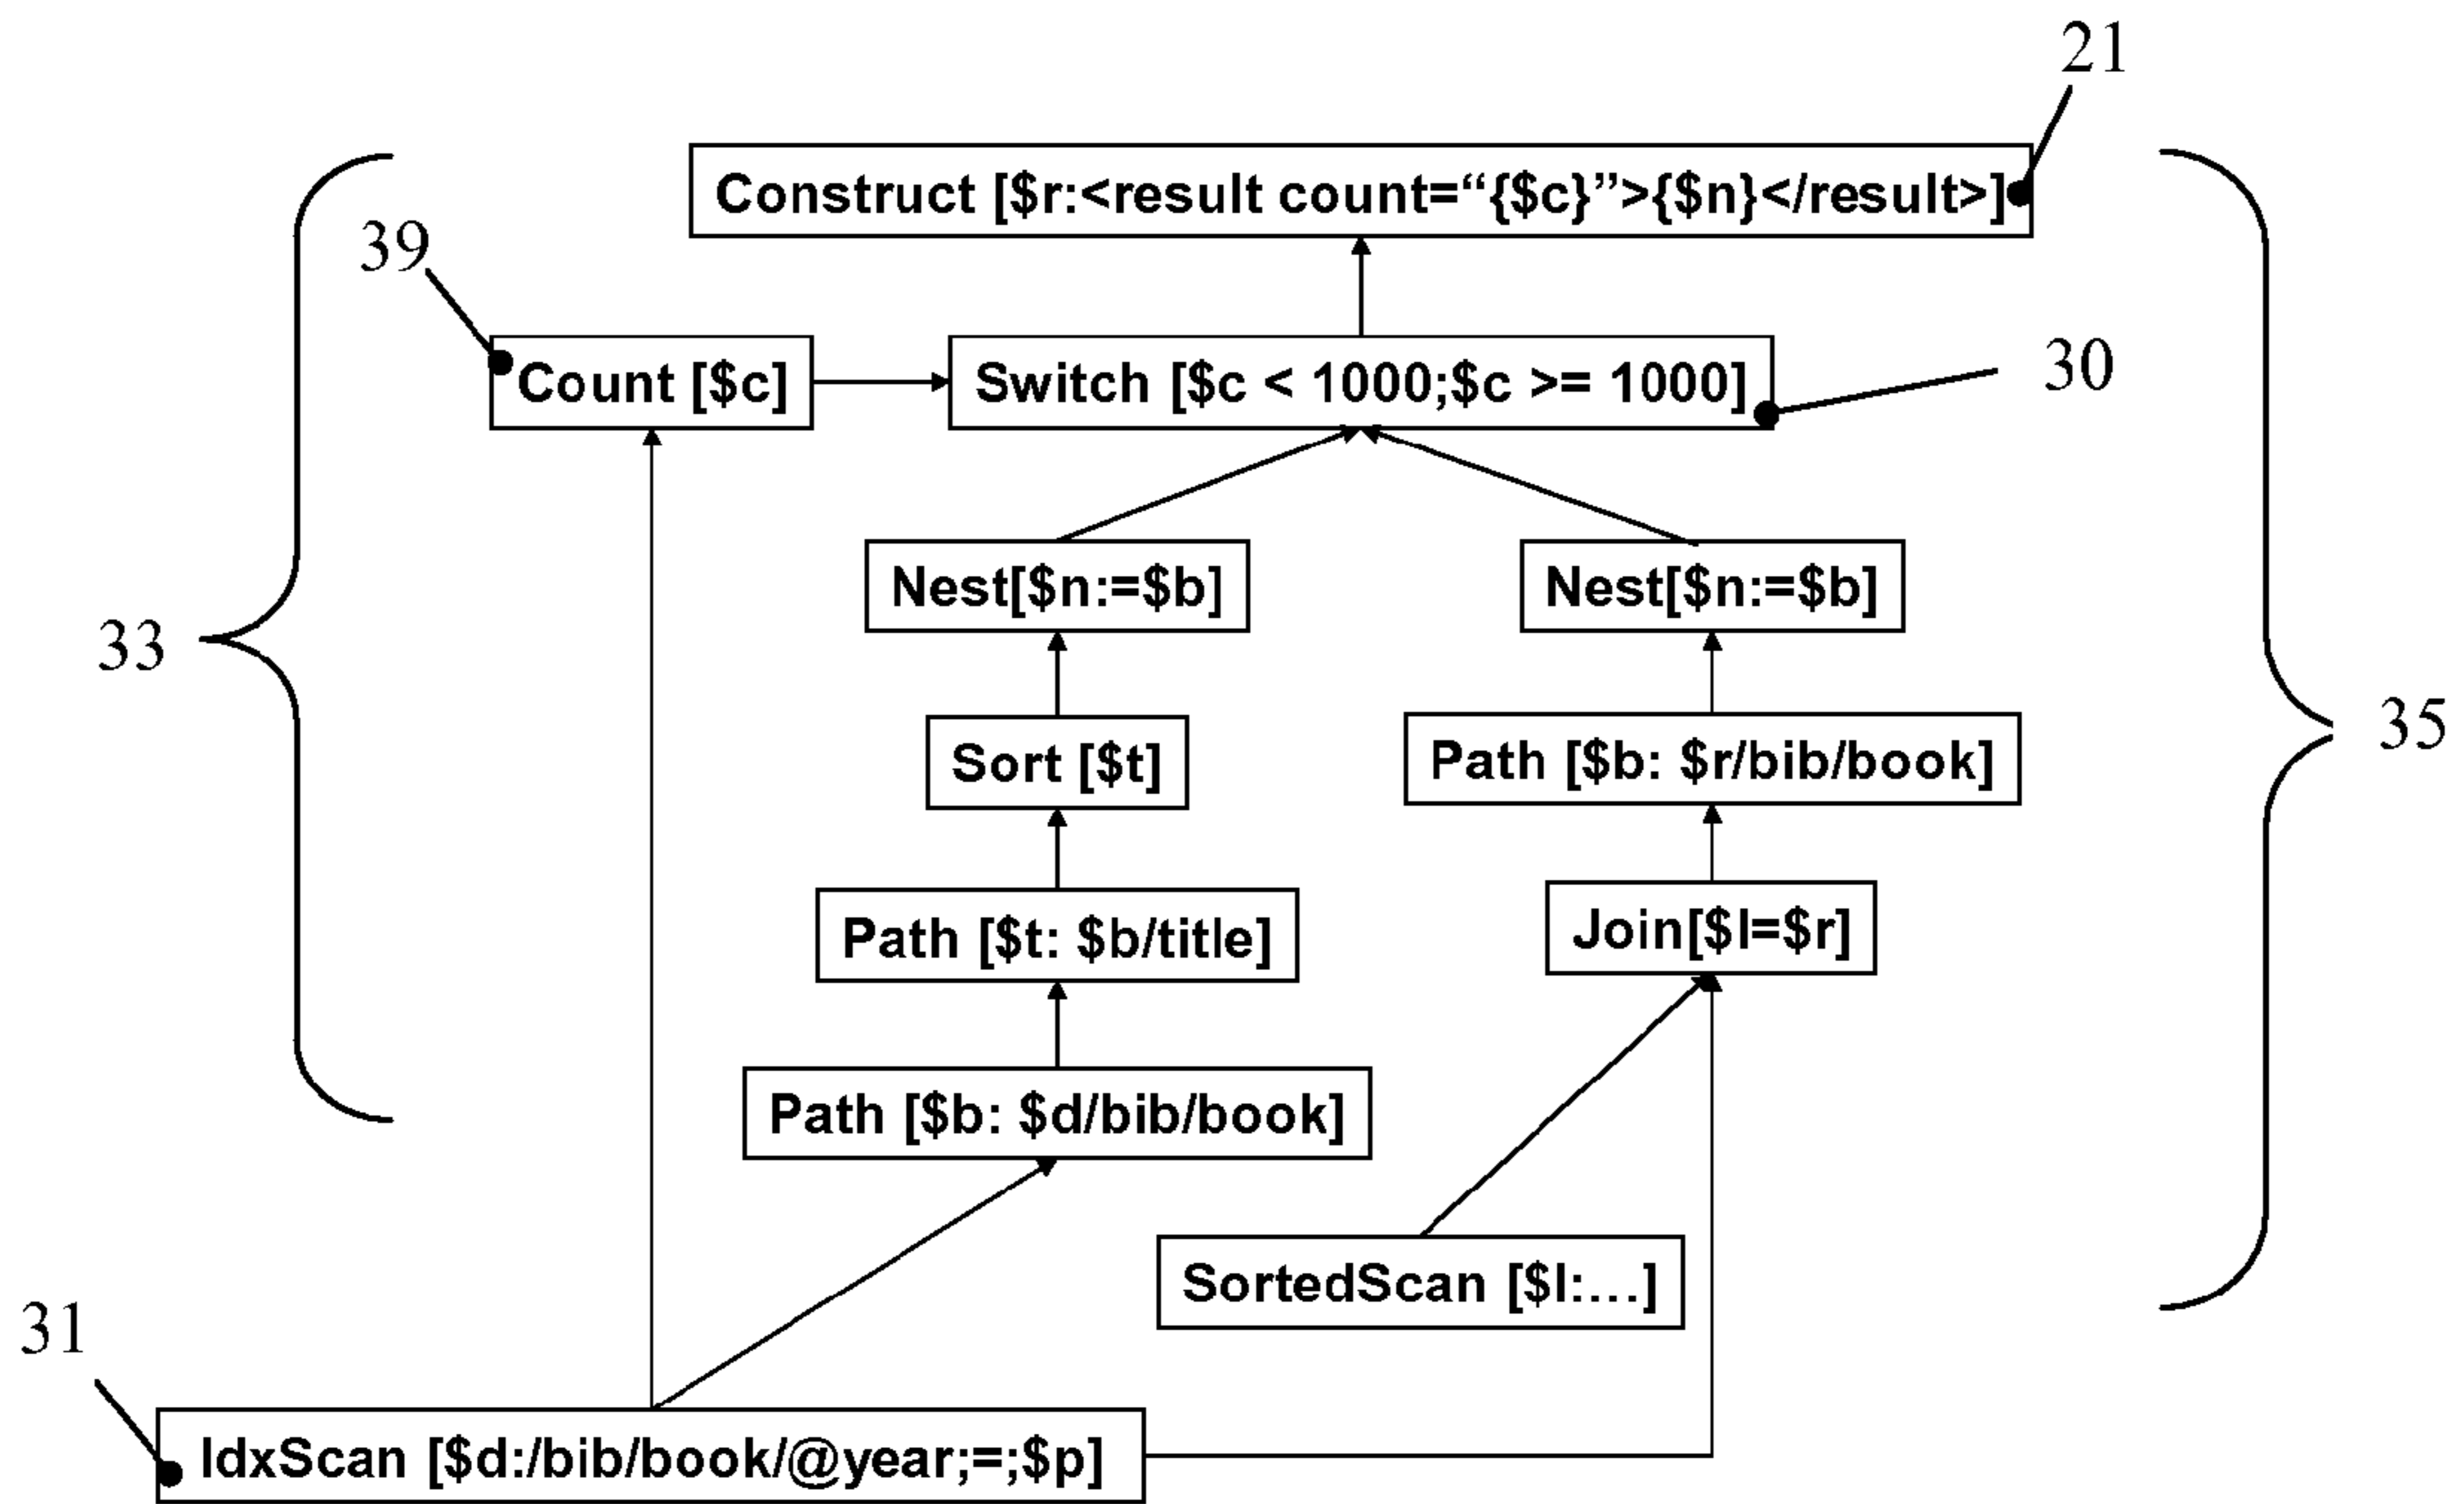 21
Construct [$r:<result count=“{$c}”>{$n}</result>]
39
Count [$c]
Switch [$c < 1000;$c >= 1000]
30
Nest[$n:=$b]
Nest[$n:=$b]
33
35
Sort [$t]
Path [$b: $r/bib/book]
Path [$t: $b/title]
Join[$l=$r]
Path [$b: $d/bib/book]
SortedScan [$l:...]
31
IdxScan [$d:/bib/book/@year;=;$p]